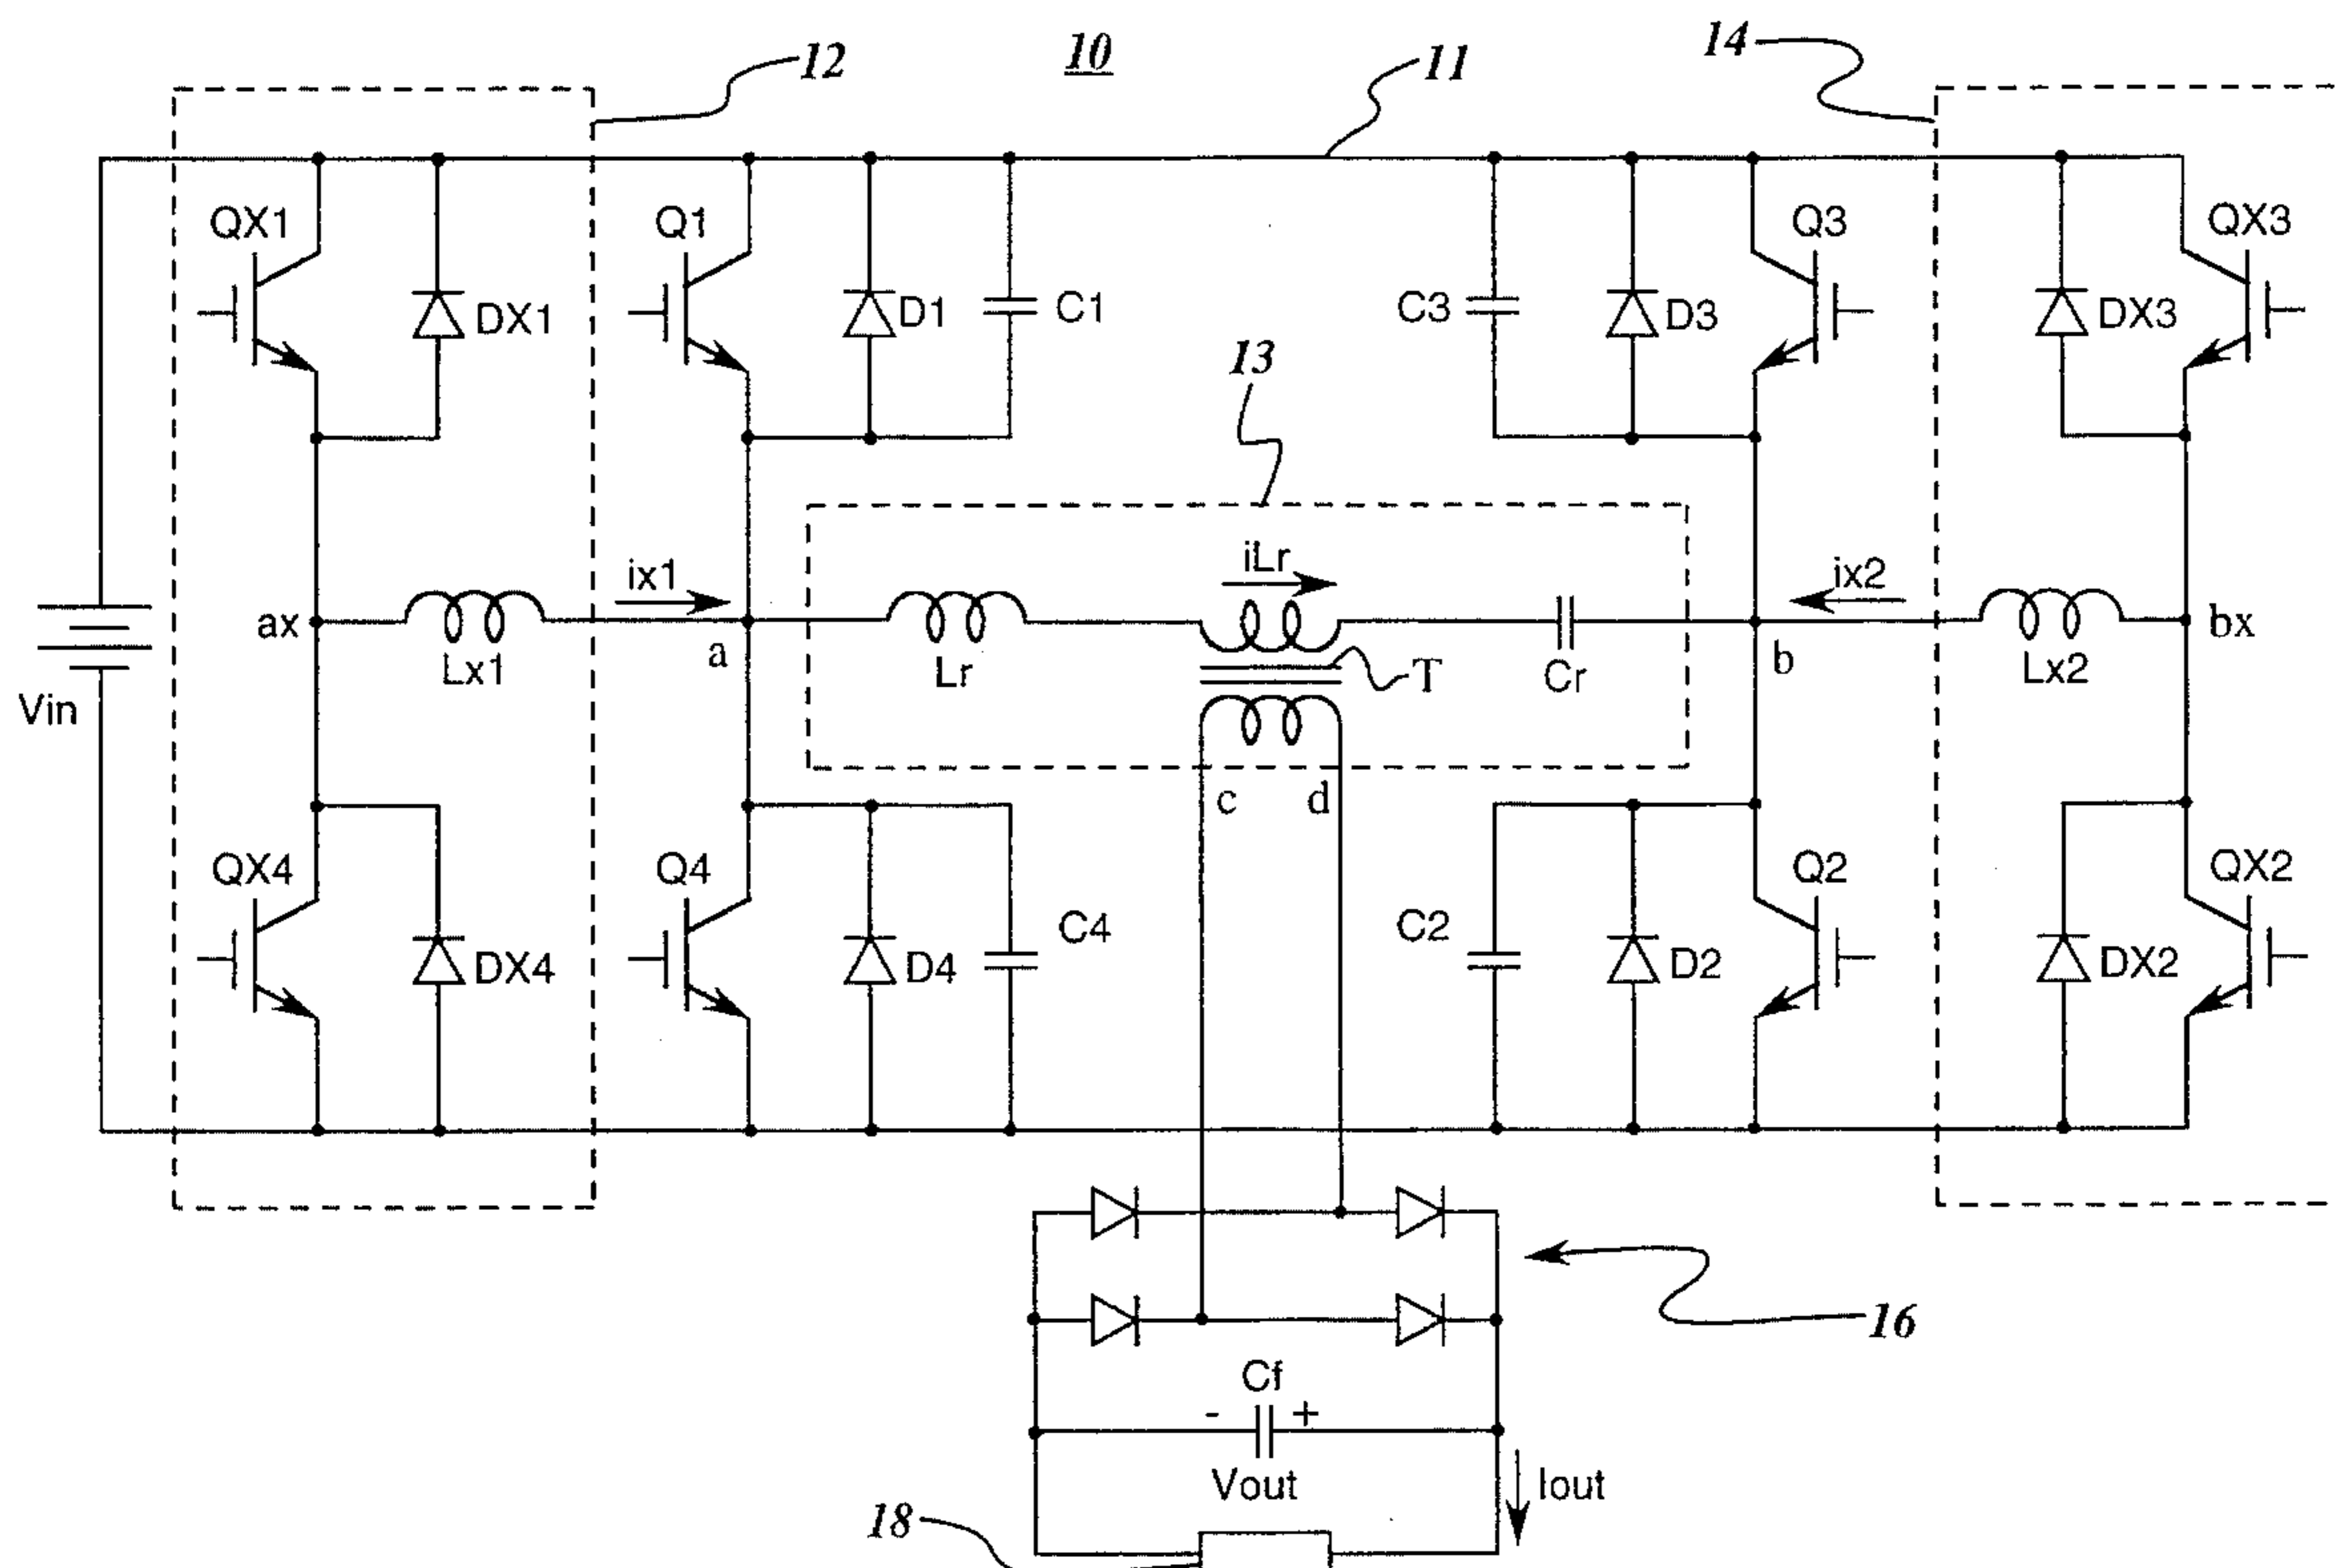 10
12
11
14
QX1
DX1
Q1
D1
C1
C3
D3
Q3
DX3
QX3
13
Vin
ax
Lx1
ix1
a
Lr
iLr
T
Cr
b
ix2
Lx2
bx
c
d
QX4
DX4
Q4
D4
C4
C2
D2
Q2
DX2
QX2
16
Cf
- +
Vout
Iout
18